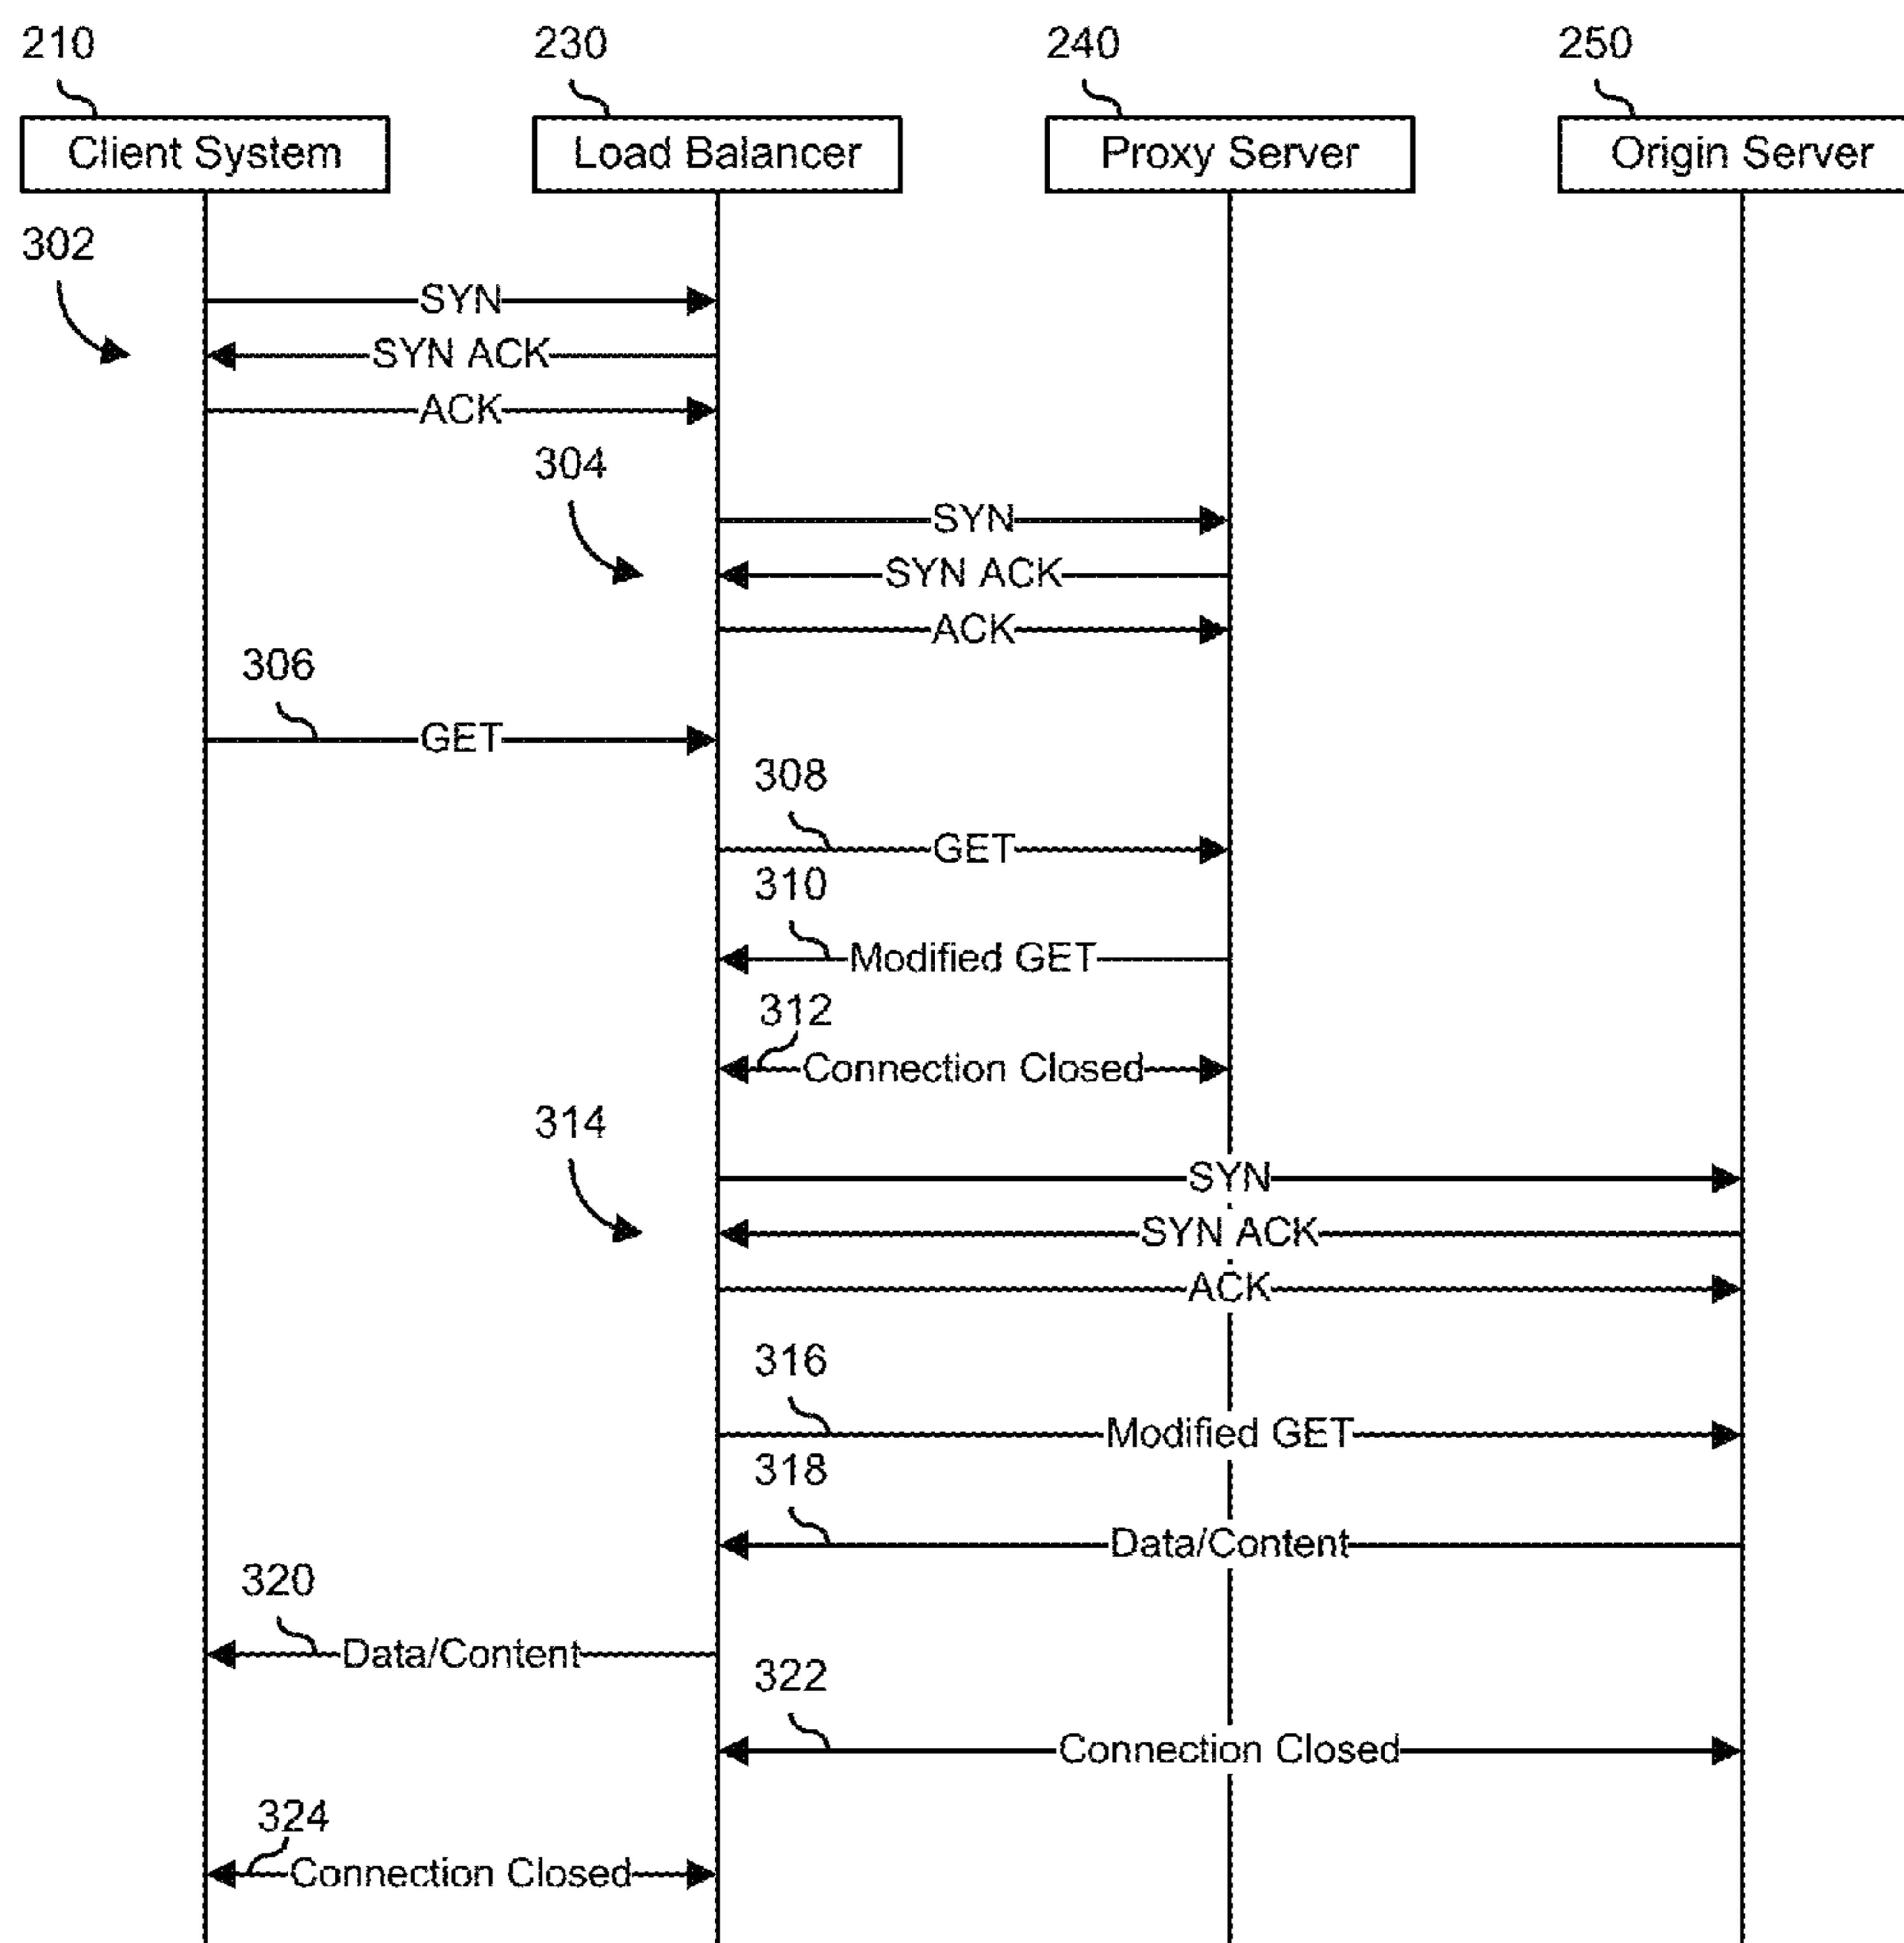 210 230 240 250
Client System Load Balancer Proxy Server Origin Server
302
SYN
SYN ACK
ACK
304
SYN
SYN ACK
ACK
306
GET
308
GET
310
Modified GET
312
Connection Closed
314
SYN
SYN ACK
ACK
316
Modified GET
318
Data/Content
320
Data/Content
322
Connection Closed
324
Connection Closed